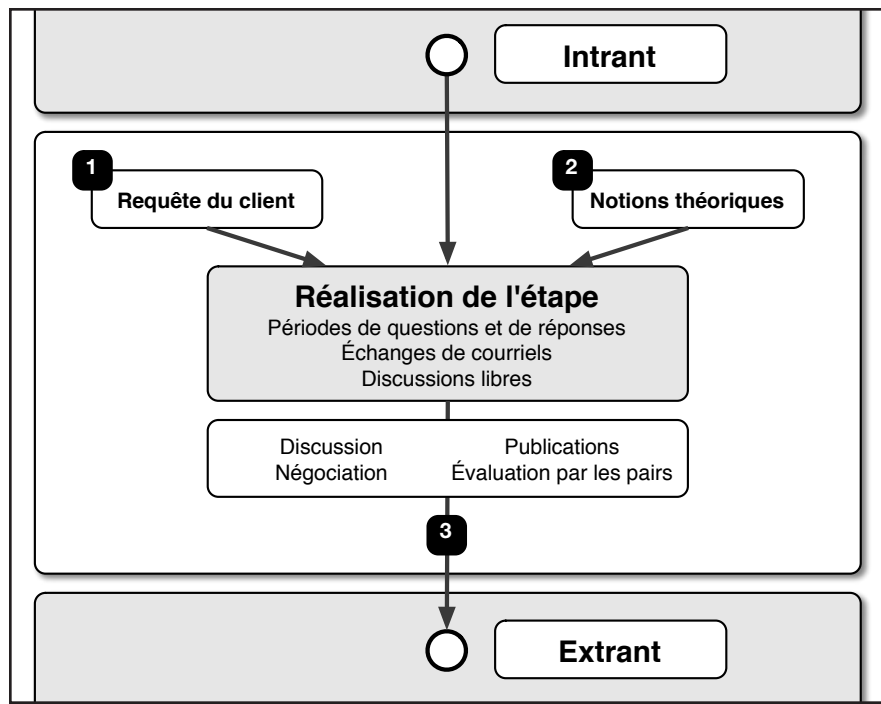 Intrant
1
Requête du client
2
Notions théoriques
Réalisation de l'étape
Périodes de questions et de réponses
Échanges de courriels
Discussions libres
Discussion
Négociation
Publications
Évaluation par les pairs
3
Extrant